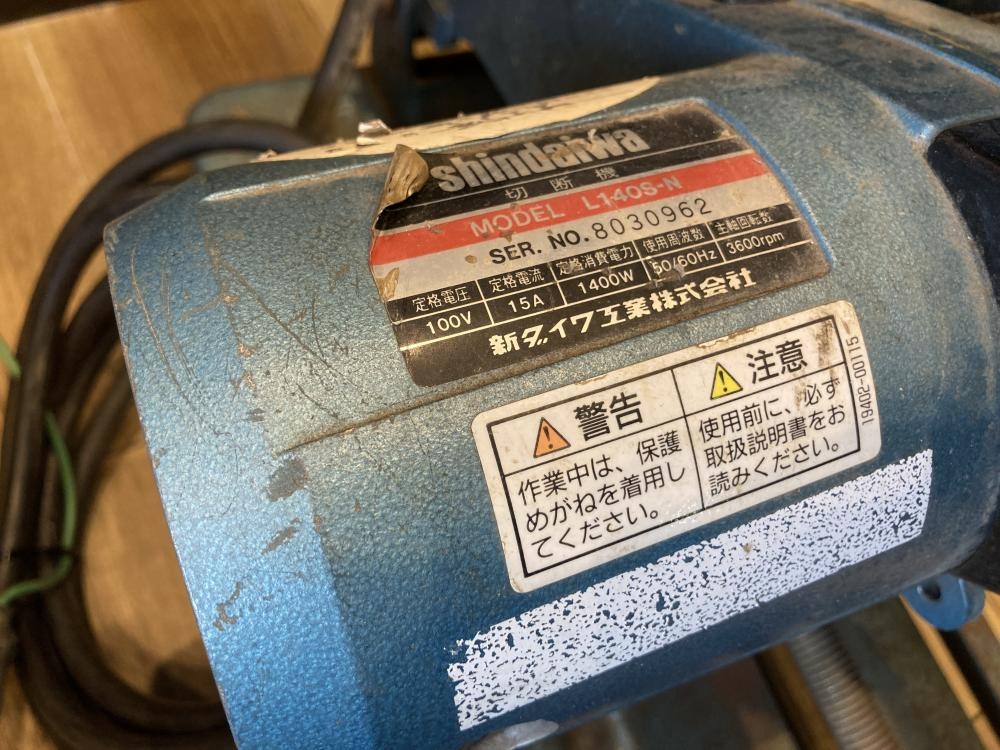 shindaiwa
切断機
MODEL L140S-N
SER. NO. 8030962
定格電圧 定格電流 定格消費電力 使用周波数 主軸回転数
100V 15A 1400W 50/60Hz 3600rpm
新ダイワ工業株式会社
警告
作業中は、保護
めがねを着用し
てください。
注意
使用前に、必ず
取扱説明書をお
読みください。
19402-00115